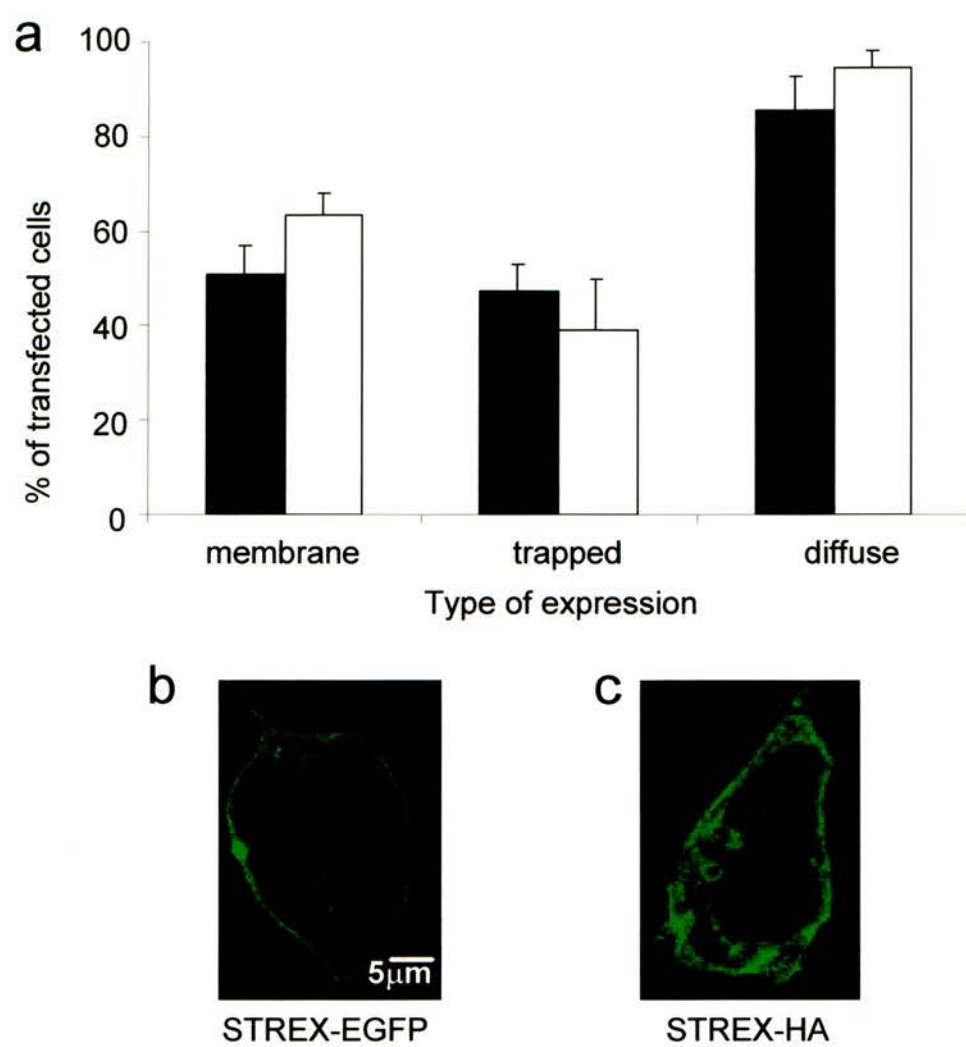 a
100
80
60
40
20
0
% of transfected cells
membrane trapped diffuse
Type of expression
b
c
5μm
STREX-EGFP
STREX-HA